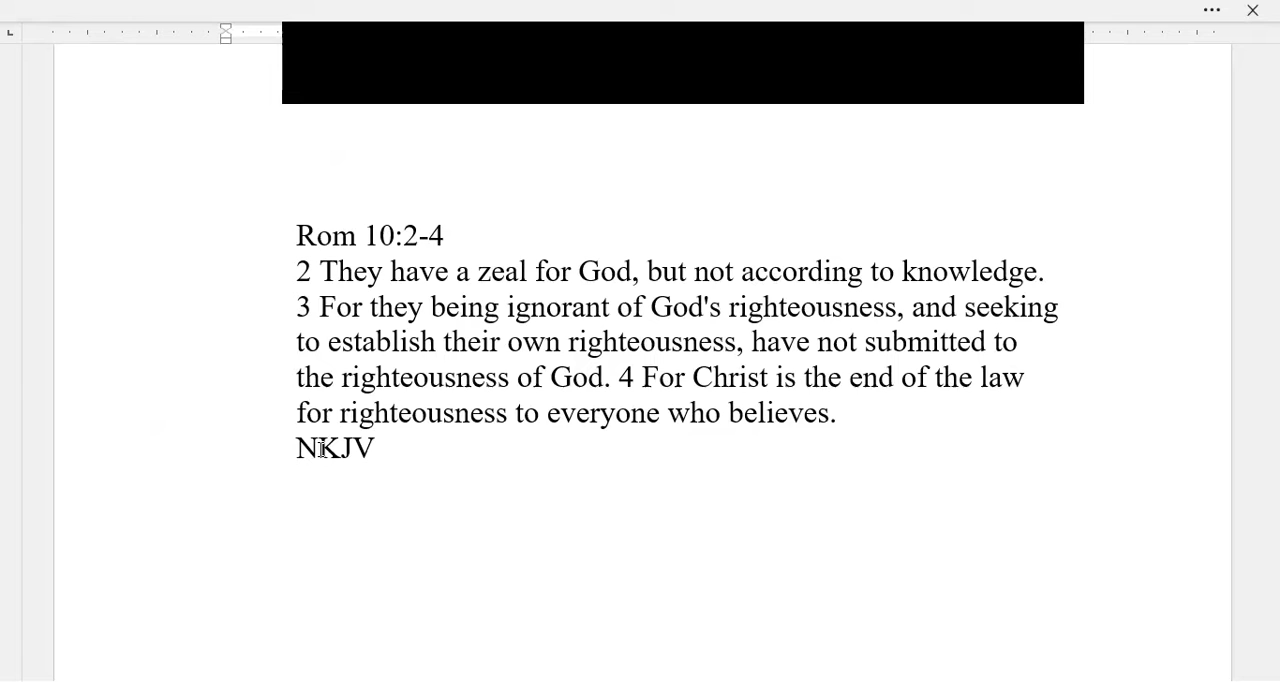 Rom 10:2-4
2 They have a zeal for God, but not according to knowledge.
3 For they being ignorant of God's righteousness, and seeking
to establish their own righteousness, have not submitted to
the righteousness of God. 4 For Christ is the end of the law
for righteousness to everyone who believes.
NKJV